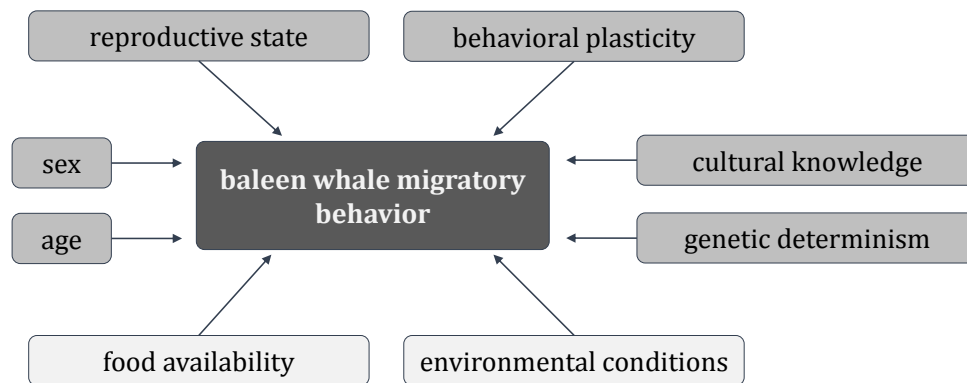 reproductive state
behavioral plasticity
sex
baleen whale migratory
behavior
cultural knowledge
age
genetic determinism
food availability
environmental conditions